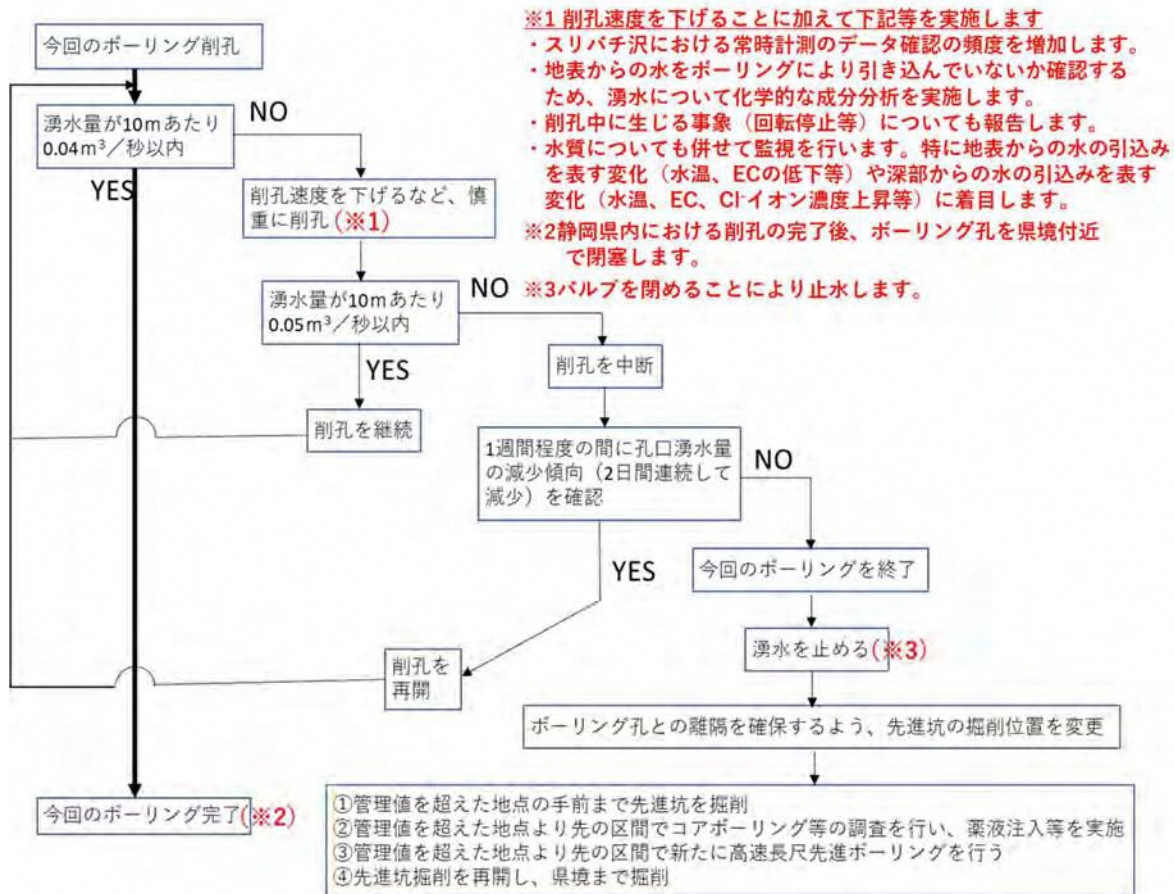 今回のボーリング削孔
湧水量が10mあたり
0.04m³／秒以内
NO
YES
削孔速度を下げるなど、慎
重に削孔(※1)
湧水量が10mあたり
0.05m³／秒以内
NO
YES
削孔を中断
削孔を継続
1週間程度の間に孔口湧水量
の減少傾向（2日間連続して
減少）を確認
NO
YES
今回のボーリングを終了
削孔を
再開
湧水を止める(※3)
ボーリング孔との離隔を確保するよう、先進坑の掘削位置を変更
今回のボーリング完了(※2)
①管理値を超えた地点の手前まで先進坑を掘削
②管理値を超えた地点より先の区間でコアボーリング等の調査を行い、薬液注入等を実施
③管理値を超えた地点より先の区間で新たに高速長尺先進ボーリングを行う
④先進坑掘削を再開し、県境まで掘削
※1 削孔速度を下げることに加えて下記等を実施します
・スリバチ沢における常時計測のデータ確認の頻度を増加します。
・地表からの水をボーリングにより引き込んでいないか確認する
ため、湧水について化学的な成分分析を実施します。
・削孔中に生じる事象（回転停止等）についても報告します。
・水質についても併せて監視を行います。特に地表からの水の引込み
を表す変化（水温、ECの低下等）や深部からの水の引込みを表す
変化（水温、EC、Cl⁻イオン濃度上昇等）に着目します。
※2静岡県内における削孔の完了後、ボーリング孔を県境付近
で閉塞します。
※3バルブを閉めることにより止水します。